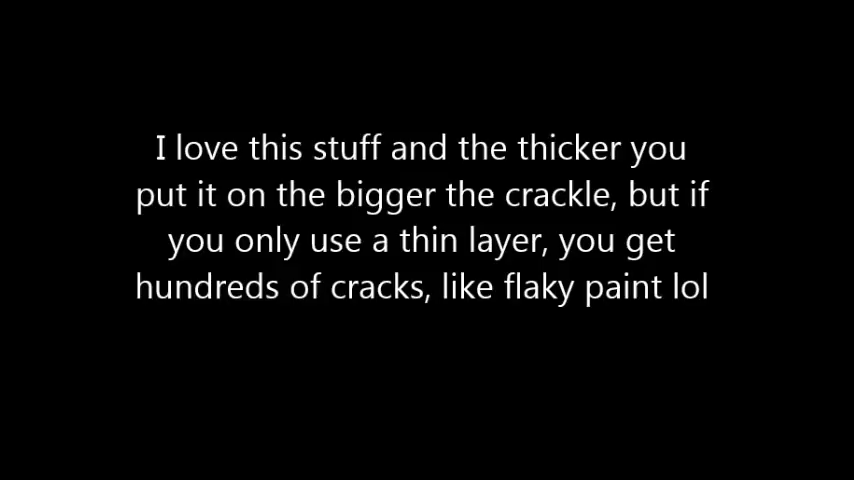 I love this stuff and the thicker you
put it on the bigger the crackle, but if
you only use a thin layer, you get
hundreds of cracks, like flaky paint lol